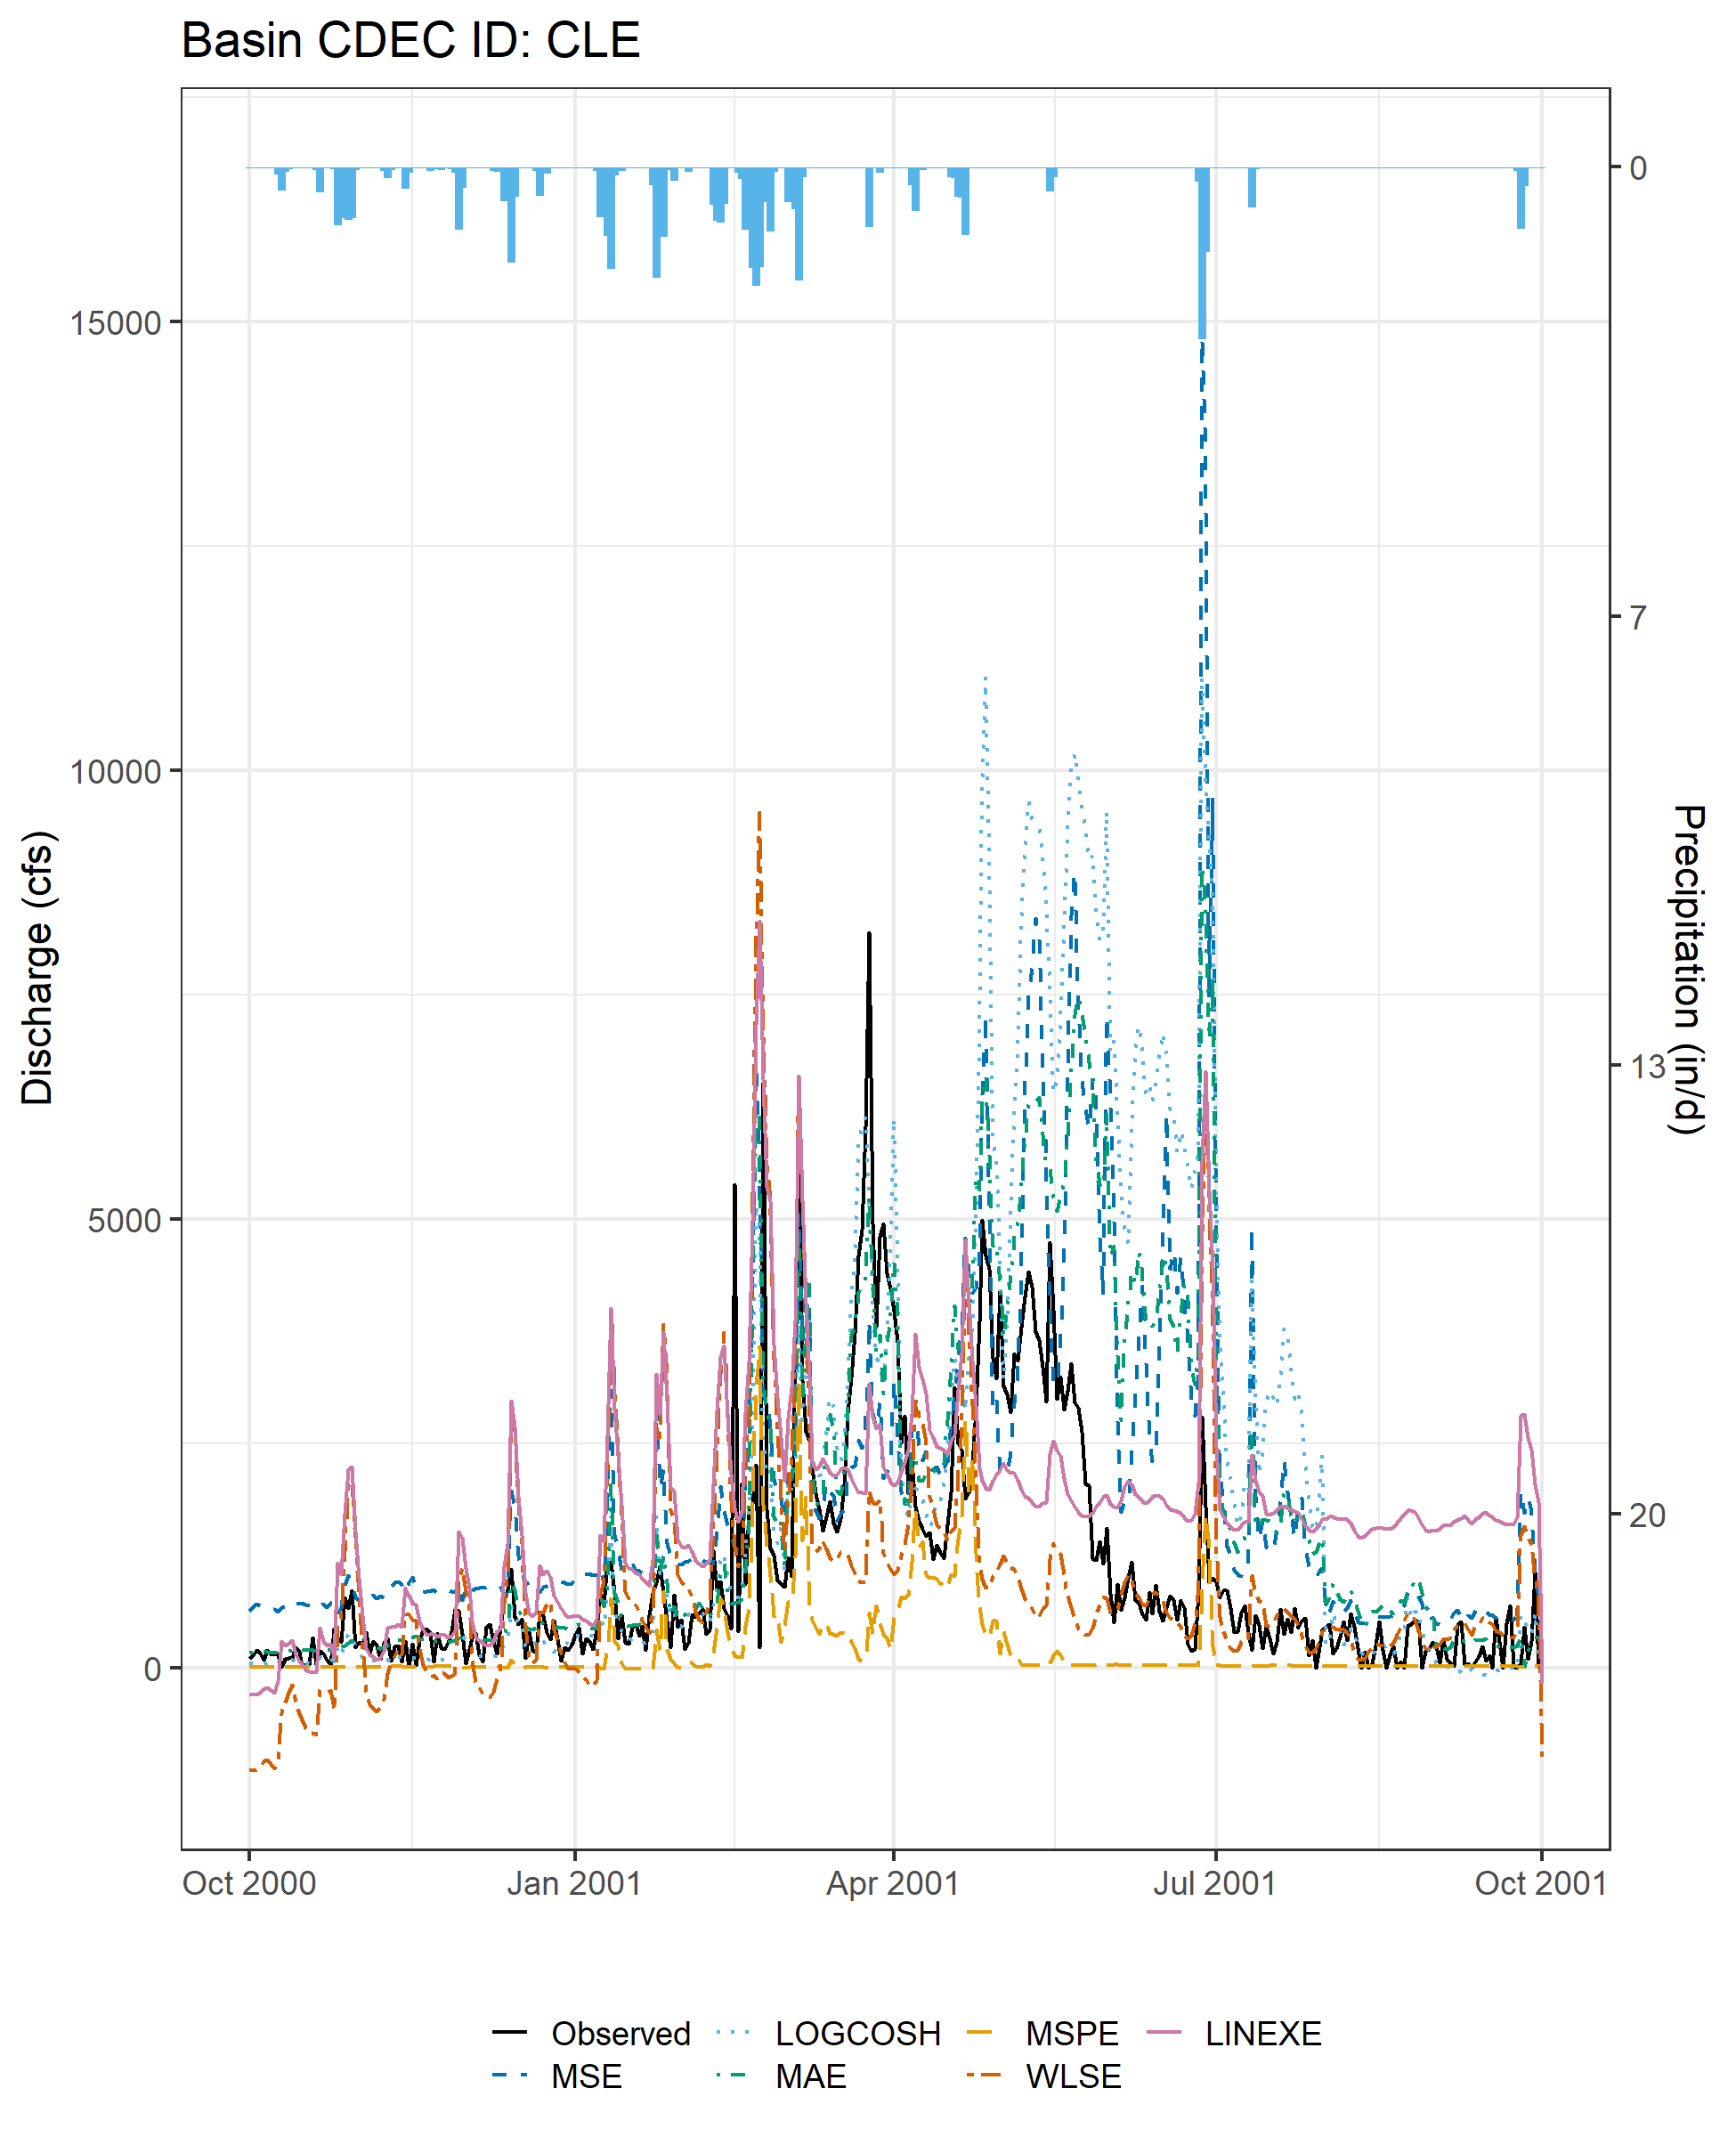 Basin CDEC ID: CLE
0
15000
7
10000
Discharge (cfs)
Precipitation (in/d)
13
5000
20
0
Oct 2000
Jan 2001
Apr 2001
Jul 2001
Oct 2001
Observed
LOGCOSH
MSPE
LINEXE
MSE
MAE
WLSE